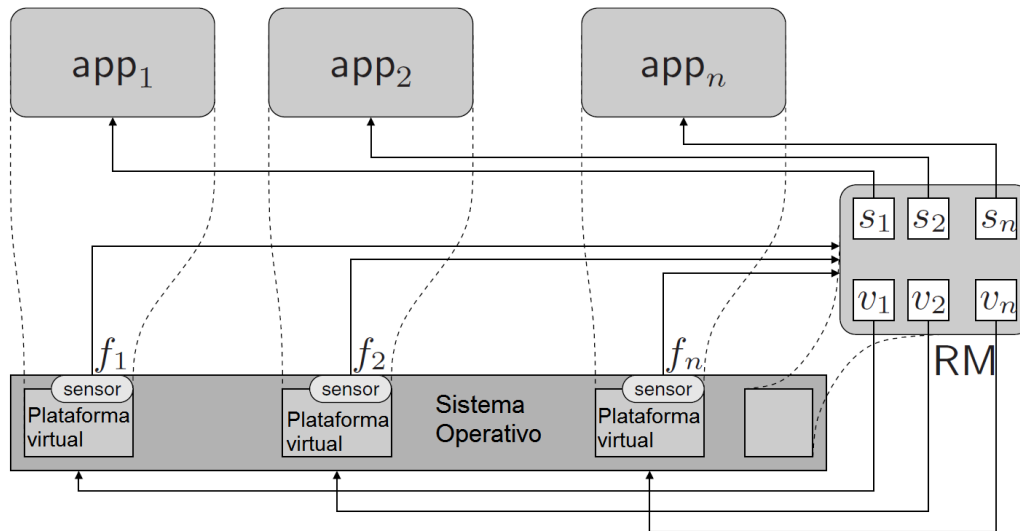 app₁ app₂ appₙ
s₁ s₂ sₙ
v₁ v₂ vₙ
RM
f₁ f₂ fₙ
sensor sensor sensor
Plataforma virtual
Plataforma virtual
Sistema Operativo
Plataforma virtual